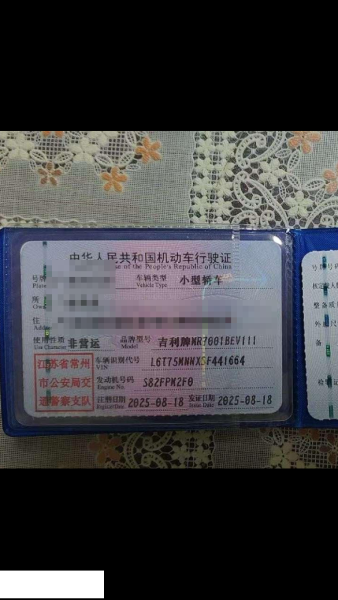 中华人民共和国机动车行驶证
of the People's Republic of China
号牌
Plate
车辆类型 小型轿车
Vehicle Type
所
住
使用性质 非营运 品牌型号 吉利牌MR7001BEV111
Use Character Model
江苏省常州
市公安局交
通警察支队
车辆识别代号 L6T75MNWX5F441664
VIN
发动机号码 S82FPM2F0
Engine No.
注册日期 2025-08-18 发证日期 2025-08-18
Register Date Issue Date